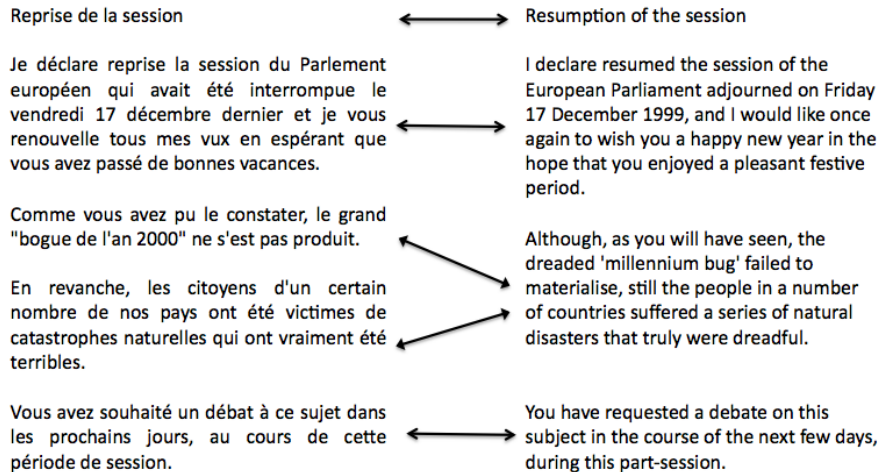 Reprise de la session
Je déclare reprise la session du Parlement
européen qui avait été interrompue le
vendredi 17 décembre dernier et je vous
renouvelle tous mes vux en espérant que
vous avez passé de bonnes vacances.
Comme vous avez pu le constater, le grand
"bogue de l'an 2000" ne s'est pas produit.
En revanche, les citoyens d'un certain
nombre de nos pays ont été victimes de
catastrophes naturelles qui ont vraiment été
terribles.
Vous avez souhaité un débat à ce sujet dans
les prochains jours, au cours de cette
période de session.
Resumption of the session
I declare resumed the session of the
European Parliament adjourned on Friday
17 December 1999, and I would like once
again to wish you a happy new year in the
hope that you enjoyed a pleasant festive
period.
Although, as you will have seen, the
dreaded 'millennium bug' failed to
materialise, still the people in a number
of countries suffered a series of natural
disasters that truly were dreadful.
You have requested a debate on this
subject in the course of the next few days,
during this part-session.